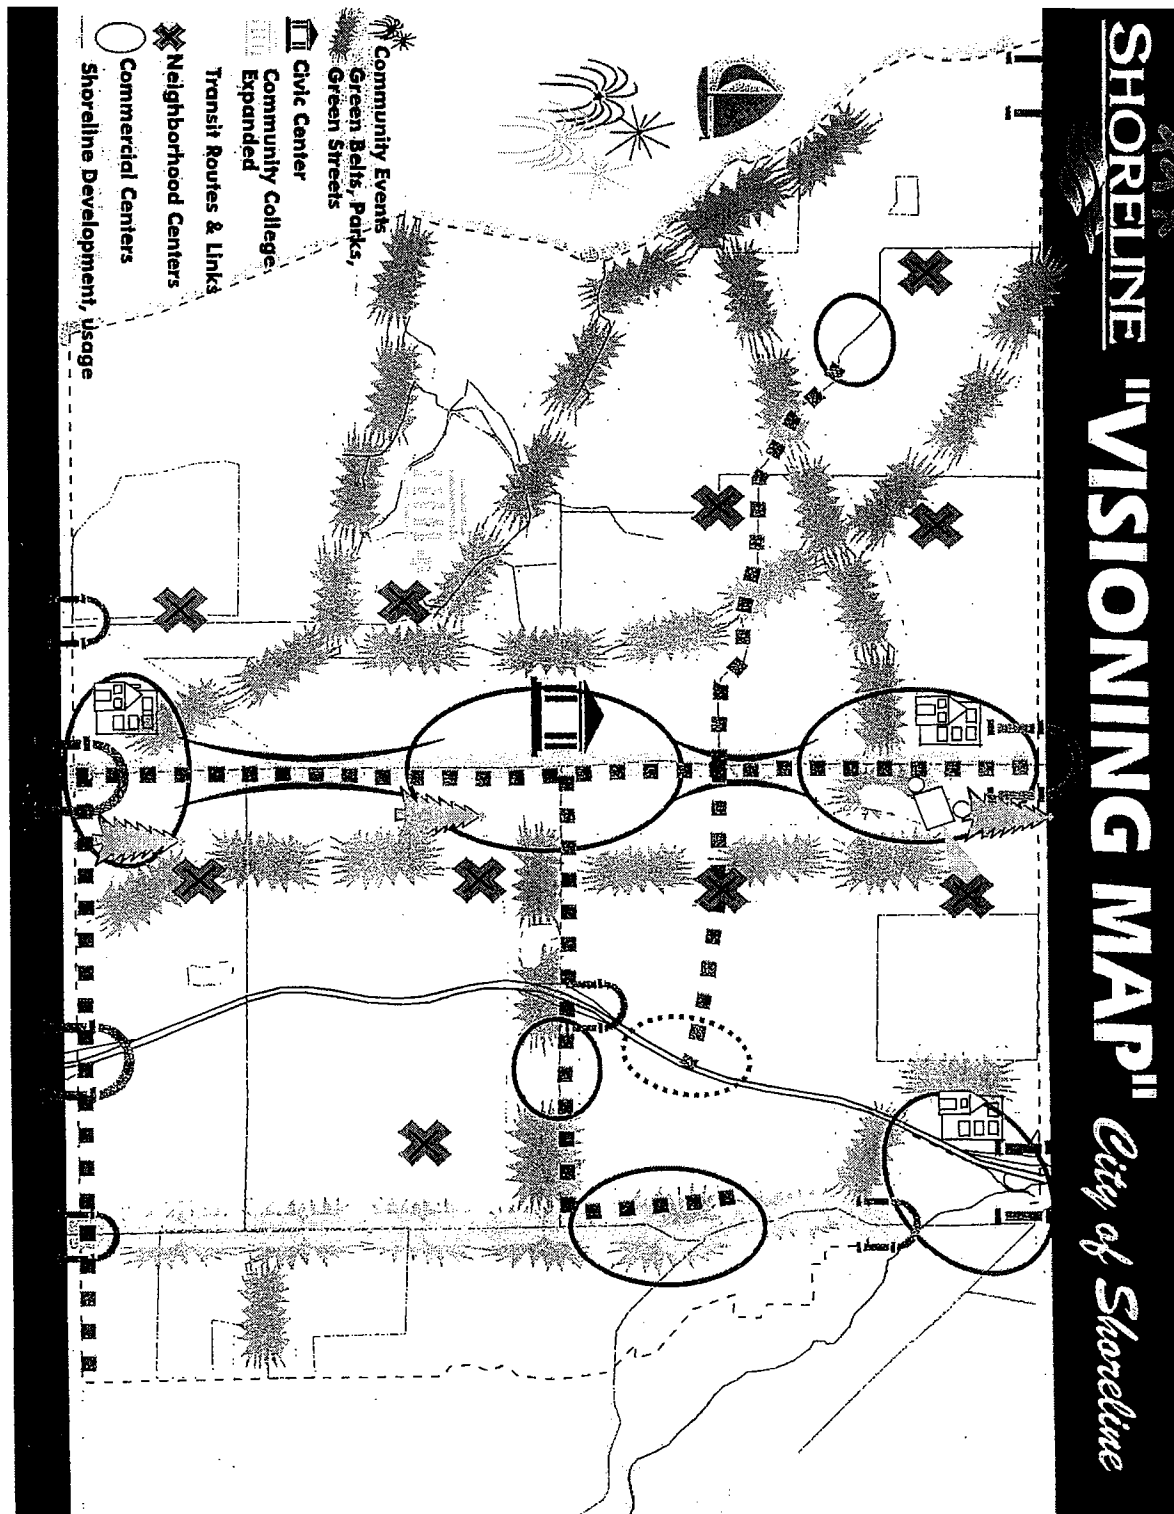 SHORELINE "VISIONING MAP" City of Shoreline
Community Events
Green Belts, Parks,
Green Streets
Civic Center
Community College
Expanded
Transit Routes & Links
Neighborhood Centers
Commercial Centers
Shoreline Development, usage